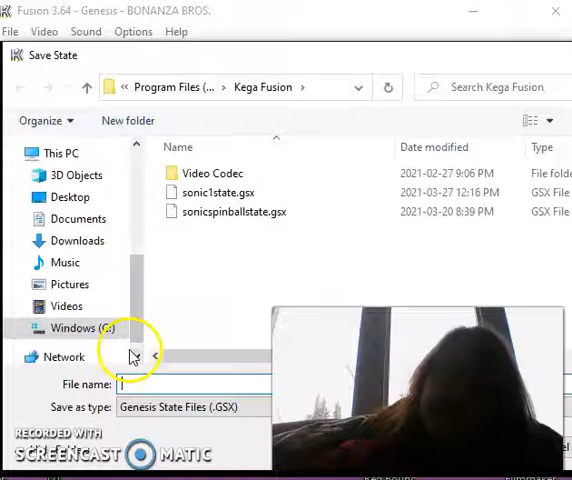 Fusion 3.64 - Genesis - BONANZA BROS.
File Video Sound Options Help
Save State
« Program Files (... > Kega Fusion > Search Kega Fusion
Organize New folder
Name Date modified Type
This PC
3D Objects
Desktop
Documents
Downloads
Music
Pictures
Videos
Windows (C:)
Network
Video Codec 2021-02-27 9:06 PM File folde
sonic1state.gsx 2021-03-27 12:16 PM GSX File
sonicspinballstate.gsx 2021-03-20 8:39 PM GSX File
File name:
Save as type: Genesis State Files (.GSX)
RECORDED WITH
SCREENCAST MATIC